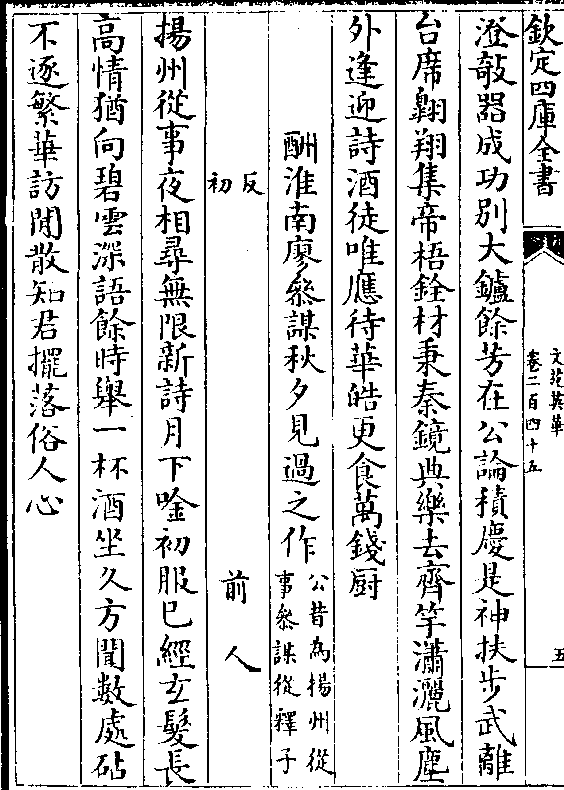 欽定四庫全書
文苑英華
卷二百四十五
五
澄敧器成功別大鑪餘芳在公論積慶是神扶步武離
台席翺翔集帝梧銓材秉秦鏡典樂去齊竽瀟灑風塵
外逢迎詩酒徒唯應待華皓更食萬錢厨
酬淮南廖叅謀秋夕見過之作
公昔為揚州從
事叅謀從釋子
反
初
前人
揚州從事夜相尋無限新詩月下唫初服已經玄髮長
高情猶向碧雲深語餘時舉一杯酒坐久方聞數處砧
不逐繁華訪閒散知君擺落俗人心